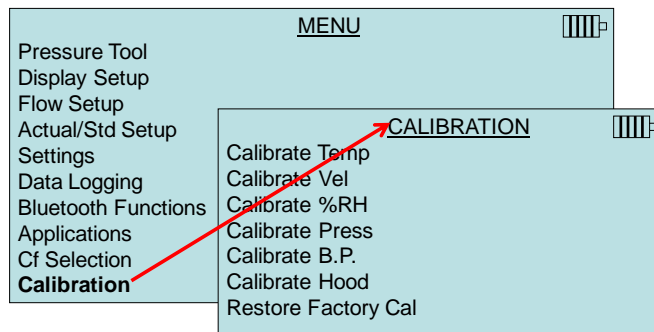 MENU
Pressure Tool
Display Setup
Flow Setup
Actual/Std Setup
Settings
Data Logging
Bluetooth Functions
Applications
Cf Selection
Calibration
CALIBRATION
Calibrate Temp
Calibrate Vel
Calibrate %RH
Calibrate Press
Calibrate B.P.
Calibrate Hood
Restore Factory Cal